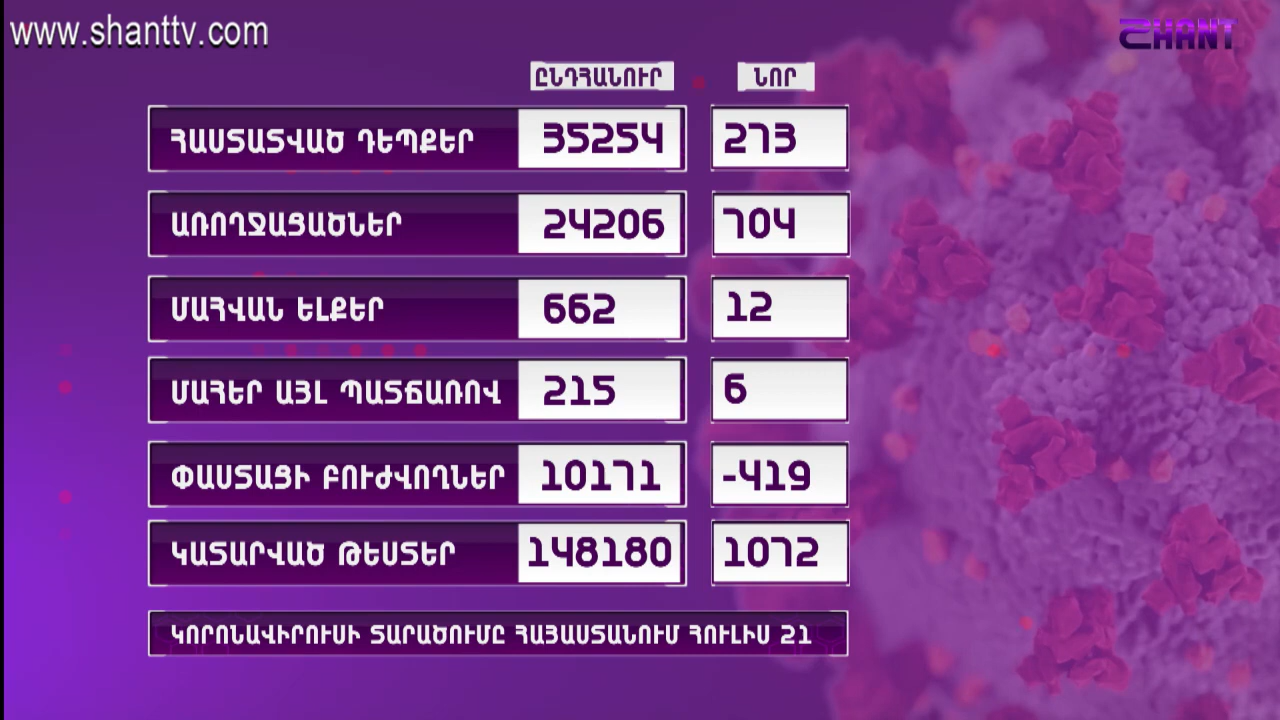 www.shanttv.com
SHANT
ԸՆԴՀԱՆՈՒՐ ՆՈՐ
ՀԱՍՏԱՏՎԱԾ ԴԵՊՔԵՐ 35254 273
ԱՌՈՂՋԱՑԱԾՆԵՐ 24206 704
ՄԱՀՎԱՆ ԵԼՔԵՐ 662 12
ՄԱՀԵՐ ԱՅԼ ՊԱՏՃԱՌՈՎ 215 6
ՓԱՍՏԱՑԻ ԲՈՒԺՎՈՂՆԵՐ 10171 -419
ԿԱՏԱՐՎԱԾ ԹԵՍՏԵՐ 148180 1072
ԿՈՐՈՆԱՎԻՐՈՒՍԻ ՏԱՐԱԾՈՒՄԸ ՀԱՅԱՍՏԱՆՈՒՄ ՀՈՒԼԻՍ 21